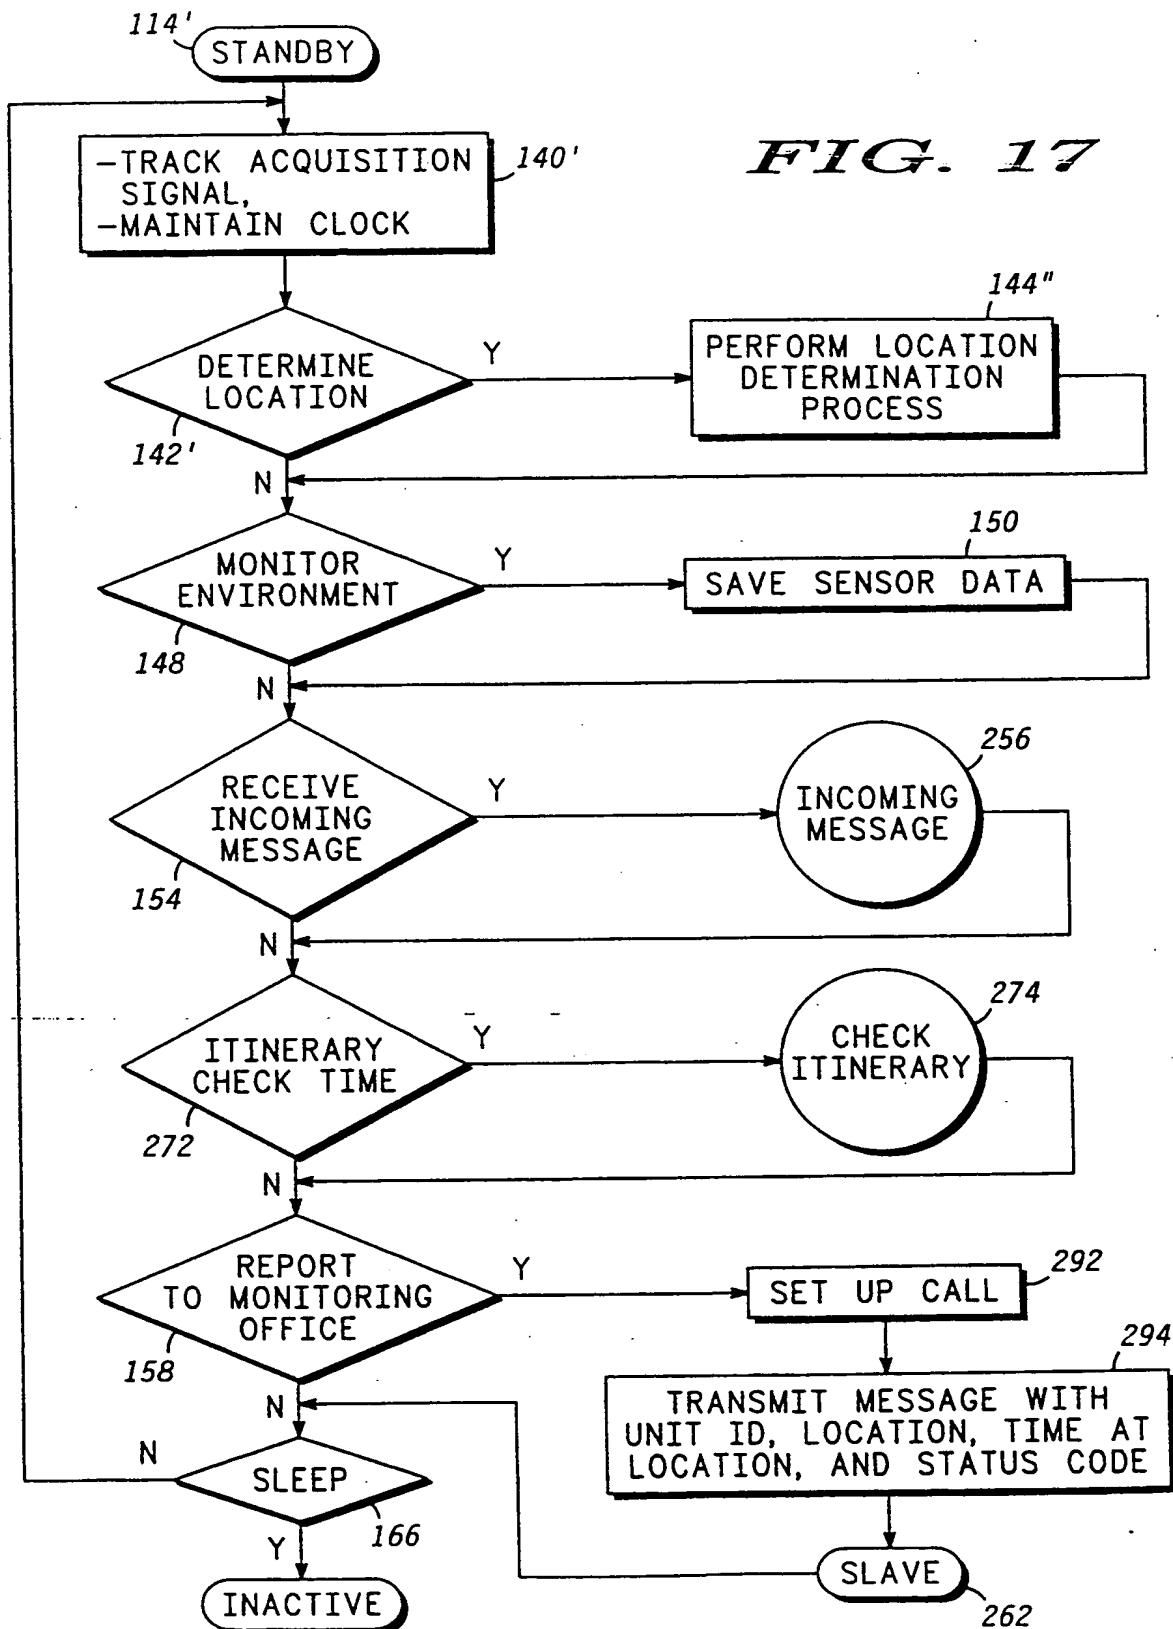 114'
STANDBY
FIG. 17
-TRACK ACQUISITION
SIGNAL,
-MAINTAIN CLOCK
140'
DETERMINE
LOCATION
142'
Y
144"
PERFORM LOCATION
DETERMINATION
PROCESS
N
MONITOR
ENVIRONMENT
148
Y
150
SAVE SENSOR DATA
N
RECEIVE
INCOMING
MESSAGE
154
Y
256
INCOMING
MESSAGE
N
ITINERARY
CHECK TIME
272
Y
274
CHECK
ITINERARY
N
REPORT
TO MONITORING
OFFICE
158
Y
292
SET UP CALL
294
TRANSMIT MESSAGE WITH
UNIT ID, LOCATION, TIME AT
LOCATION, AND STATUS CODE
N
N
SLEEP
166
Y
SLAVE
262
INACTIVE